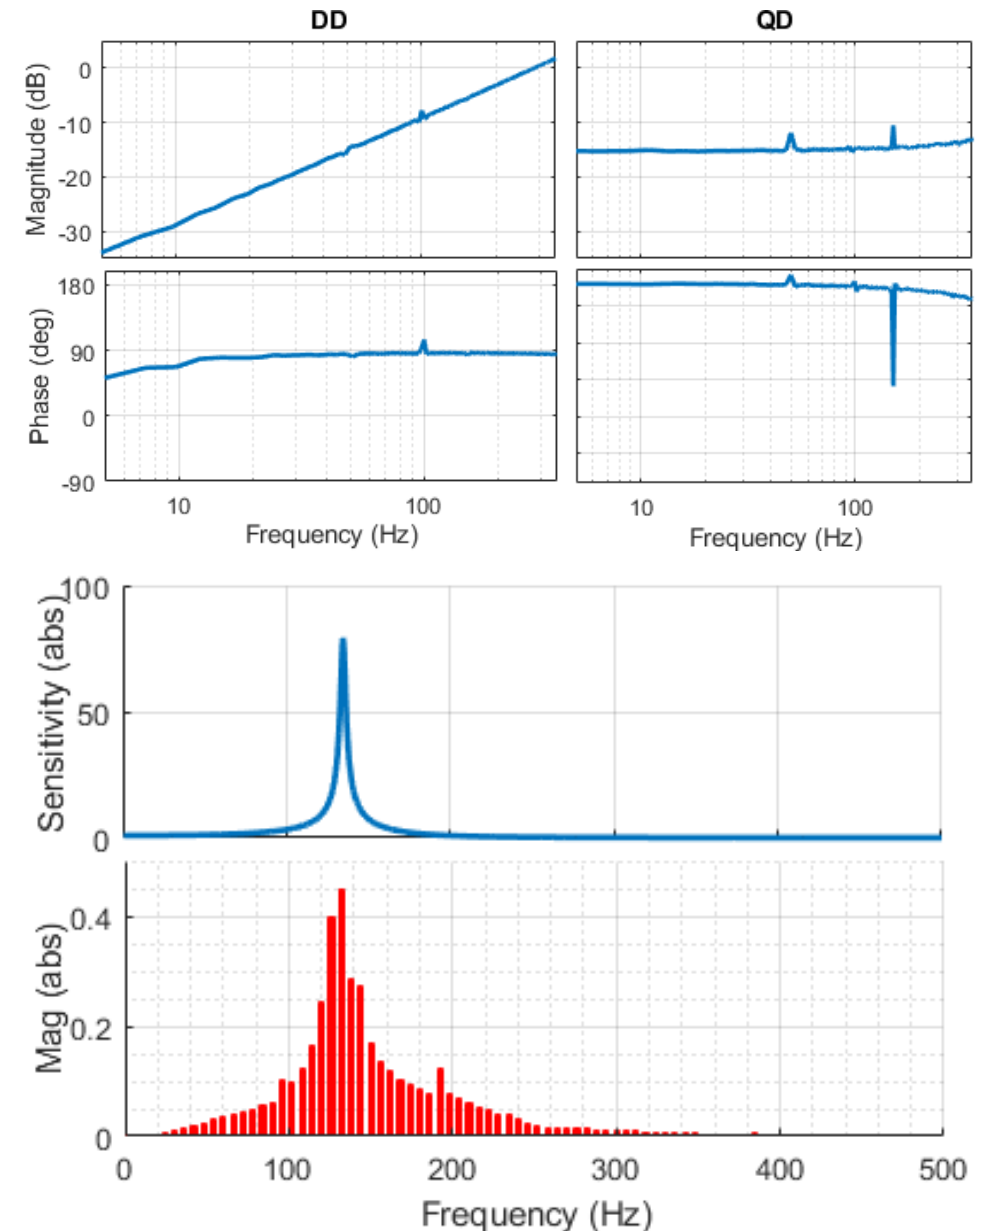 DD
QD
Magnitude (dB)
0
-10
-20
-30
Phase (deg)
180
90
0
-90
10
100
Frequency (Hz)
10
100
Frequency (Hz)
Sensitivity (abs)
100
50
0
Mag (abs)
0.4
0.2
0
0
100
200
300
400
500
Frequency (Hz)